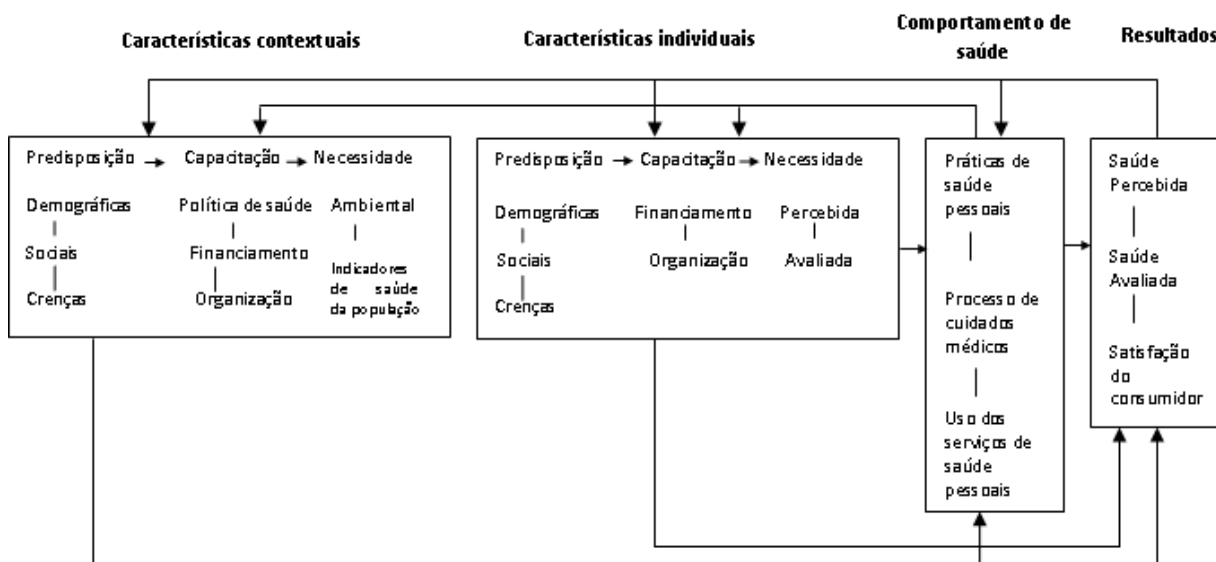 Características contextuais
Características individuais
Comportamento de
saúde
Resultados
Predisposição
Capacitação
Necessidade
Demográficas
Política de saúde
Ambiental
Sociais
Financiamento
Indicadores
de saúde
da população
Crenças
Organização
Predisposição
Capacitação
Necessidade
Demográficas
Financiamento
Percebida
Sociais
Organização
Avaliada
Crenças
Práticas de
saúde
pessoais
Processo de
cuidados
médicos
Uso dos
serviços de
saúde
pessoais
Saúde
Percebida
Saúde
Avaliada
Satisfação
do
consumidor